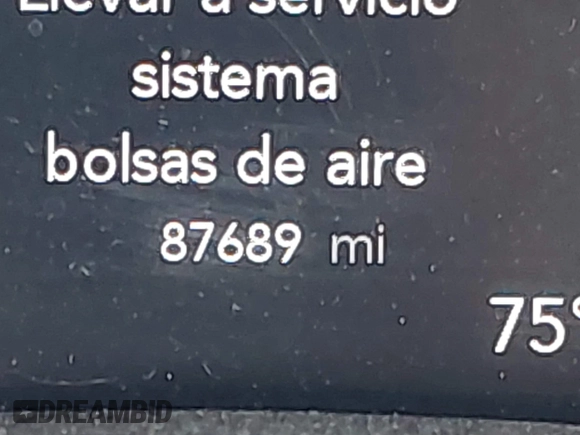 Llevar a servicio
sistema
bolsas de aire
87689 mi
75°
DREAMBID